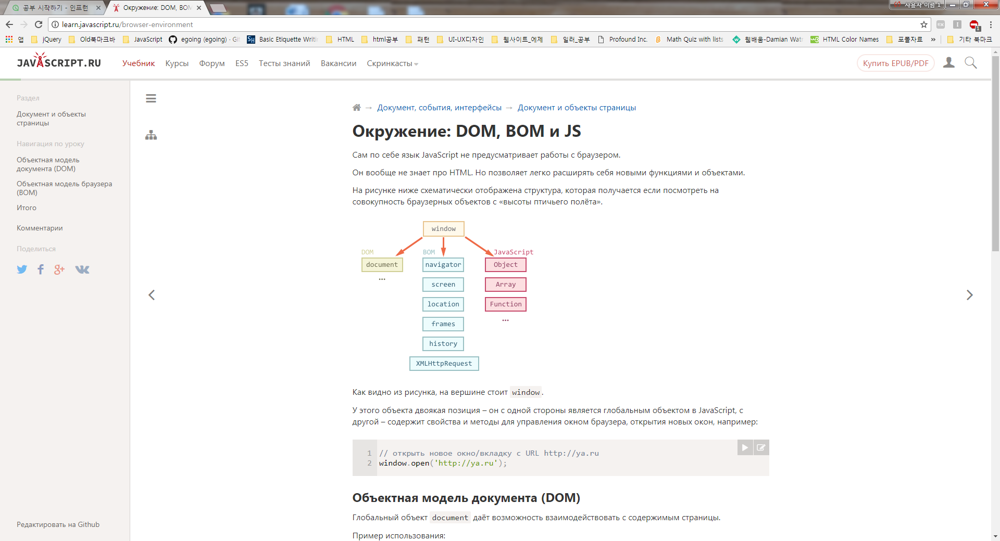 공부 시작하기 - 인프런
Окружение: DOM, BOM
사용자 이름 1
learn.javascript.ru/browser-environment
앱 jQuery Old북마크바 JavaScript egoing (egoing) · Git Basic Etiquette Writi HTML html공부 패턴 UI-UX디자인 웹사이트_예제 일러_공부 Profound Inc. Math Quiz with lists 웹배움-Damian Wat HTML Color Names 포폴자료 » 기타 북마크
JAVASCRIPT.RU Учебник Курсы Форум ES5 Тесты знаний Вакансии Скринкасты Купить EPUB/PDF
Раздел
Документ и объекты
страницы
Навигация по уроку
Объектная модель
документа (DOM)
Объектная модель браузера
(BOM)
Итого
Комментарии
Поделиться
Редактировать на Github
→ Документ, события, интерфейсы → Документ и объекты страницы
Окружение: DOM, BOM и JS
Сам по себе язык JavaScript не предусматривает работы с браузером.
Он вообще не знает про HTML. Но позволяет легко расширять себя новыми функциями и объектами.
На рисунке ниже схематически отображена структура, которая получается если посмотреть на
совокупность браузерных объектов с «высоты птичьего полёта».
window
DOM BOM JavaScript
document navigator Object
...
screen Array
location Function
frames ...
history
XMLHttpRequest
Как видно из рисунка, на вершине стоит window.
У этого объекта двоякая позиция – он с одной стороны является глобальным объектом в JavaScript, с
другой – содержит свойства и методы для управления окном браузера, открытия новых окон, например:
1 // открыть новое окно/вкладку с URL http://ya.ru
2 window.open('http://ya.ru');
Объектная модель документа (DOM)
Глобальный объект document даёт возможность взаимодействовать с содержимым страницы.
Пример использования: